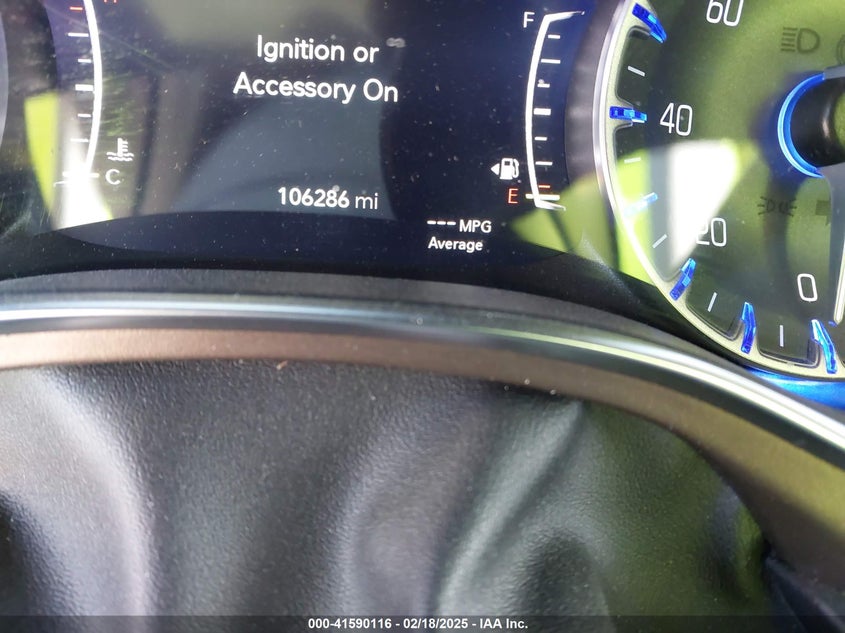 F
Ignition or
Accessory On
C
106286 mi
E
--- MPG
Average
60
40
20
0
000-41590116 - 02/18/2025 - IAA Inc.